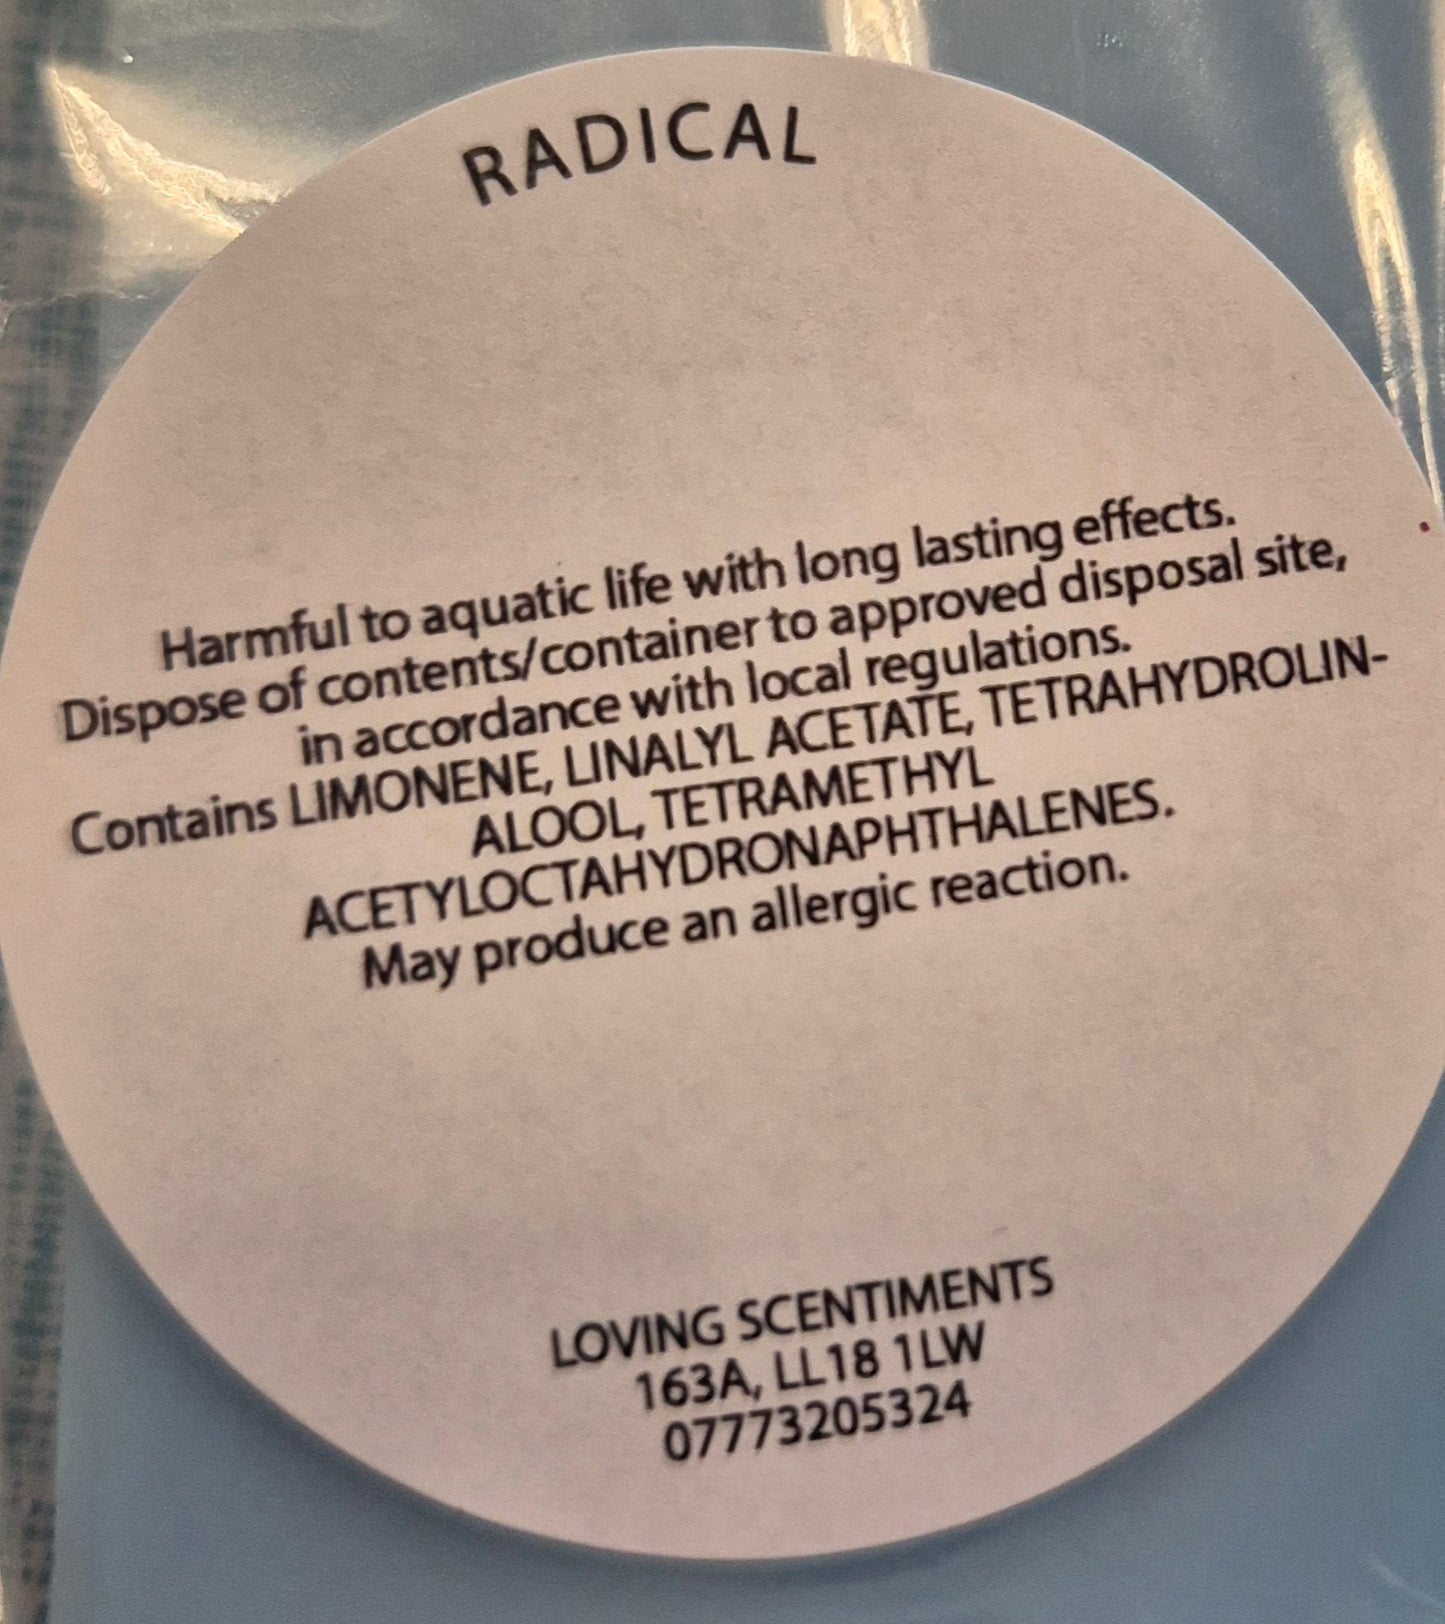 RADICAL
Harmful to aquatic life with long lasting effects.
Dispose of contents/container to approved disposal site,
in accordance with local regulations.
Contains LIMONENE, LINALYL ACETATE, TETRAHYDROLIN-
ALOOL, TETRAMETHYL
ACETYLOCTAHYDRONAPHTHALENES.
May produce an allergic reaction.
LOVING SCENTIMENTS
163A, LL18 1LW
07773205324